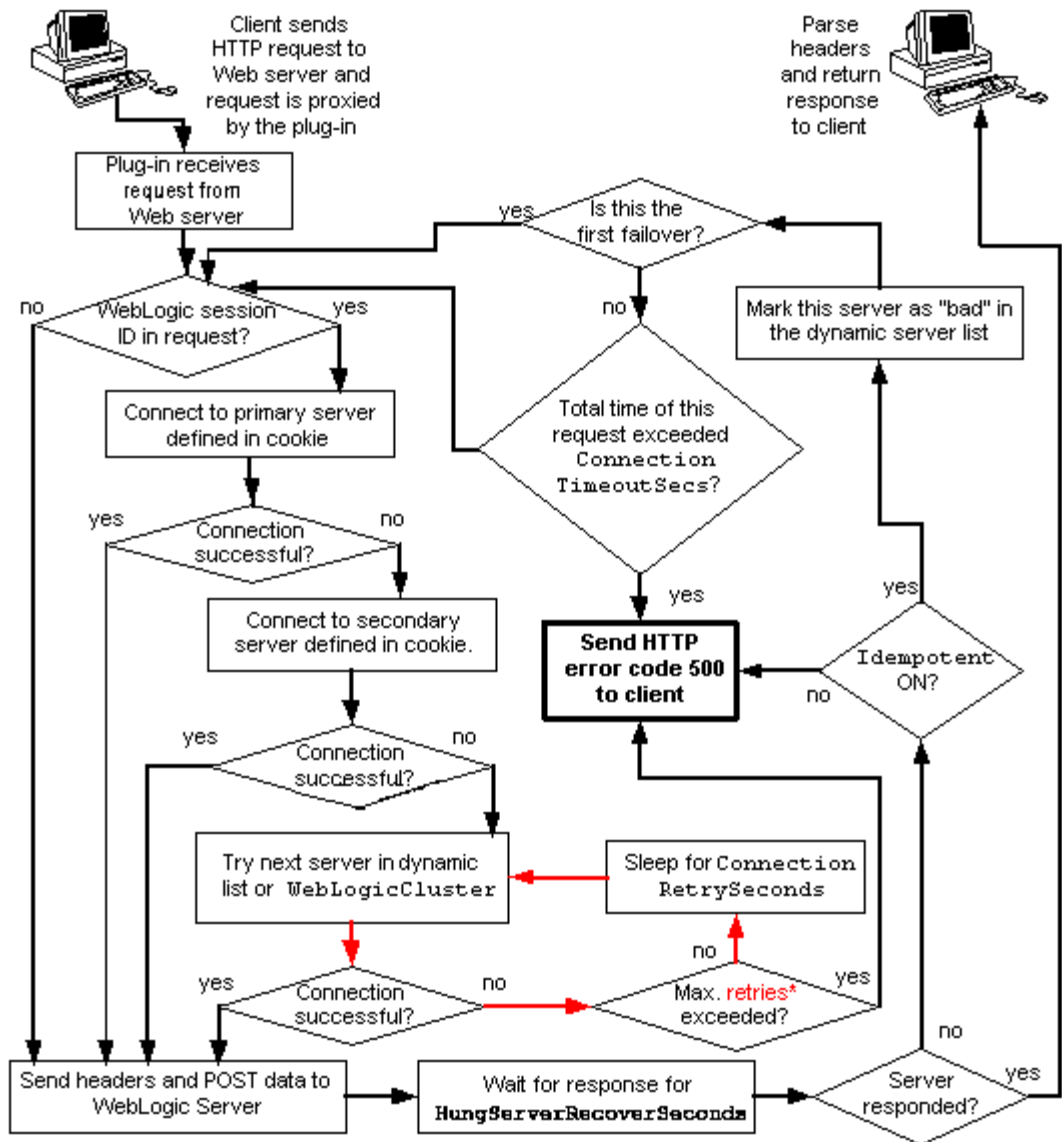 Client sends
HTTP request to
Web server and
request is proxied
by the plug-in
Parse
headers
and return
response
to client
Plug-in receives
request from
Web server
yes
Is this the
first failover?
no
WebLogic session
ID in request?
yes
no
Mark this server as "bad" in
the dynamic server list
Connect to primary server
defined in cookie
Total time of this
request exceeded
Connection
TimeoutSecs?
yes
Connection
successful?
no
yes
yes
Connect to secondary
server defined in cookie.
Send HTTP
error code 500
to client
Idempotent
ON?
no
yes
Connection
successful?
no
Try next server in dynamic
list or WebLogicCluster
Sleep for Connection
RetrySeconds
no
yes
Connection
successful?
no
Max. retries*
exceeded?
yes
no
Send headers and POST data to
WebLogic Server
Wait for response for
HungServerRecoverSeconds
Server
responded?
yes